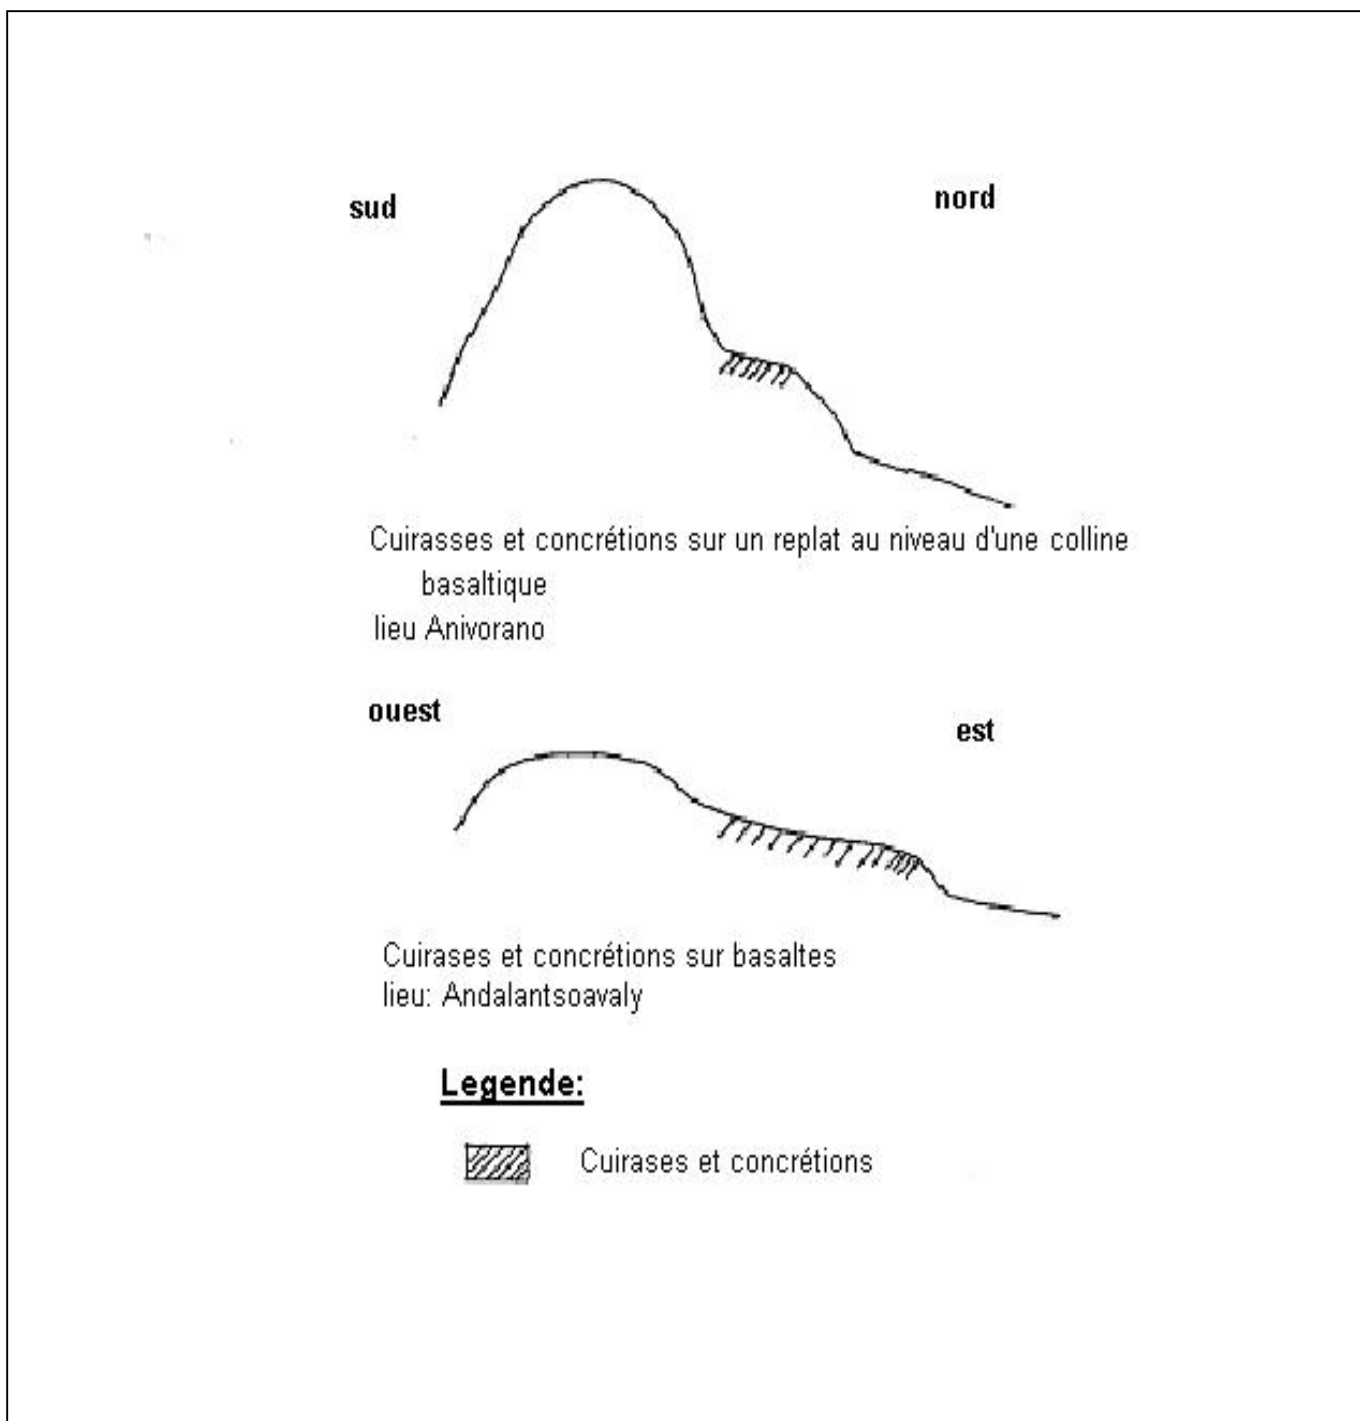 sud
nord
Cuirasses et concrétions sur un replat au niveau d'une colline
basaltique
lieu Anivorano
ouest
est
Cuirases et concrétions sur basaltes
lieu: Andalantsoavaly
Legende:
Cuirases et concrétions